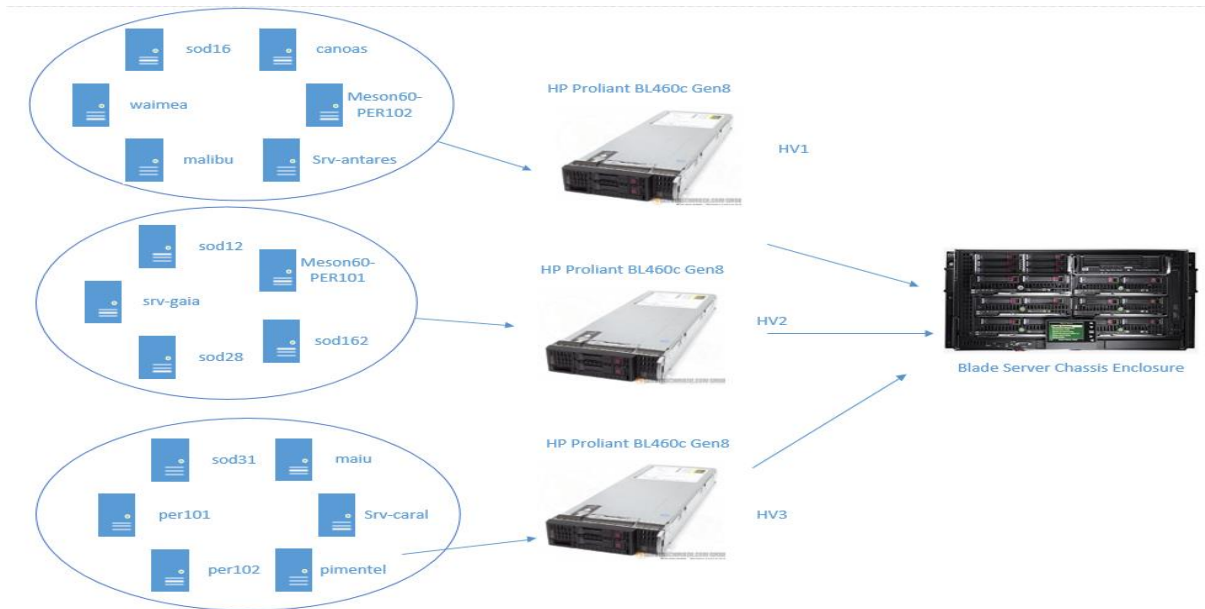 sod16
canoas
waimea
Meson60-
PER102
malibu
Srv-antares
HP Proliant BL460c Gen8
HV1
sod12
Meson60-
PER101
srv-gaia
sod28
sod162
HP Proliant BL460c Gen8
HV2
Blade Server Chassis Enclosure
sod31
maiu
per101
Srv-caral
per102
pimentel
HP Proliant BL460c Gen8
HV3